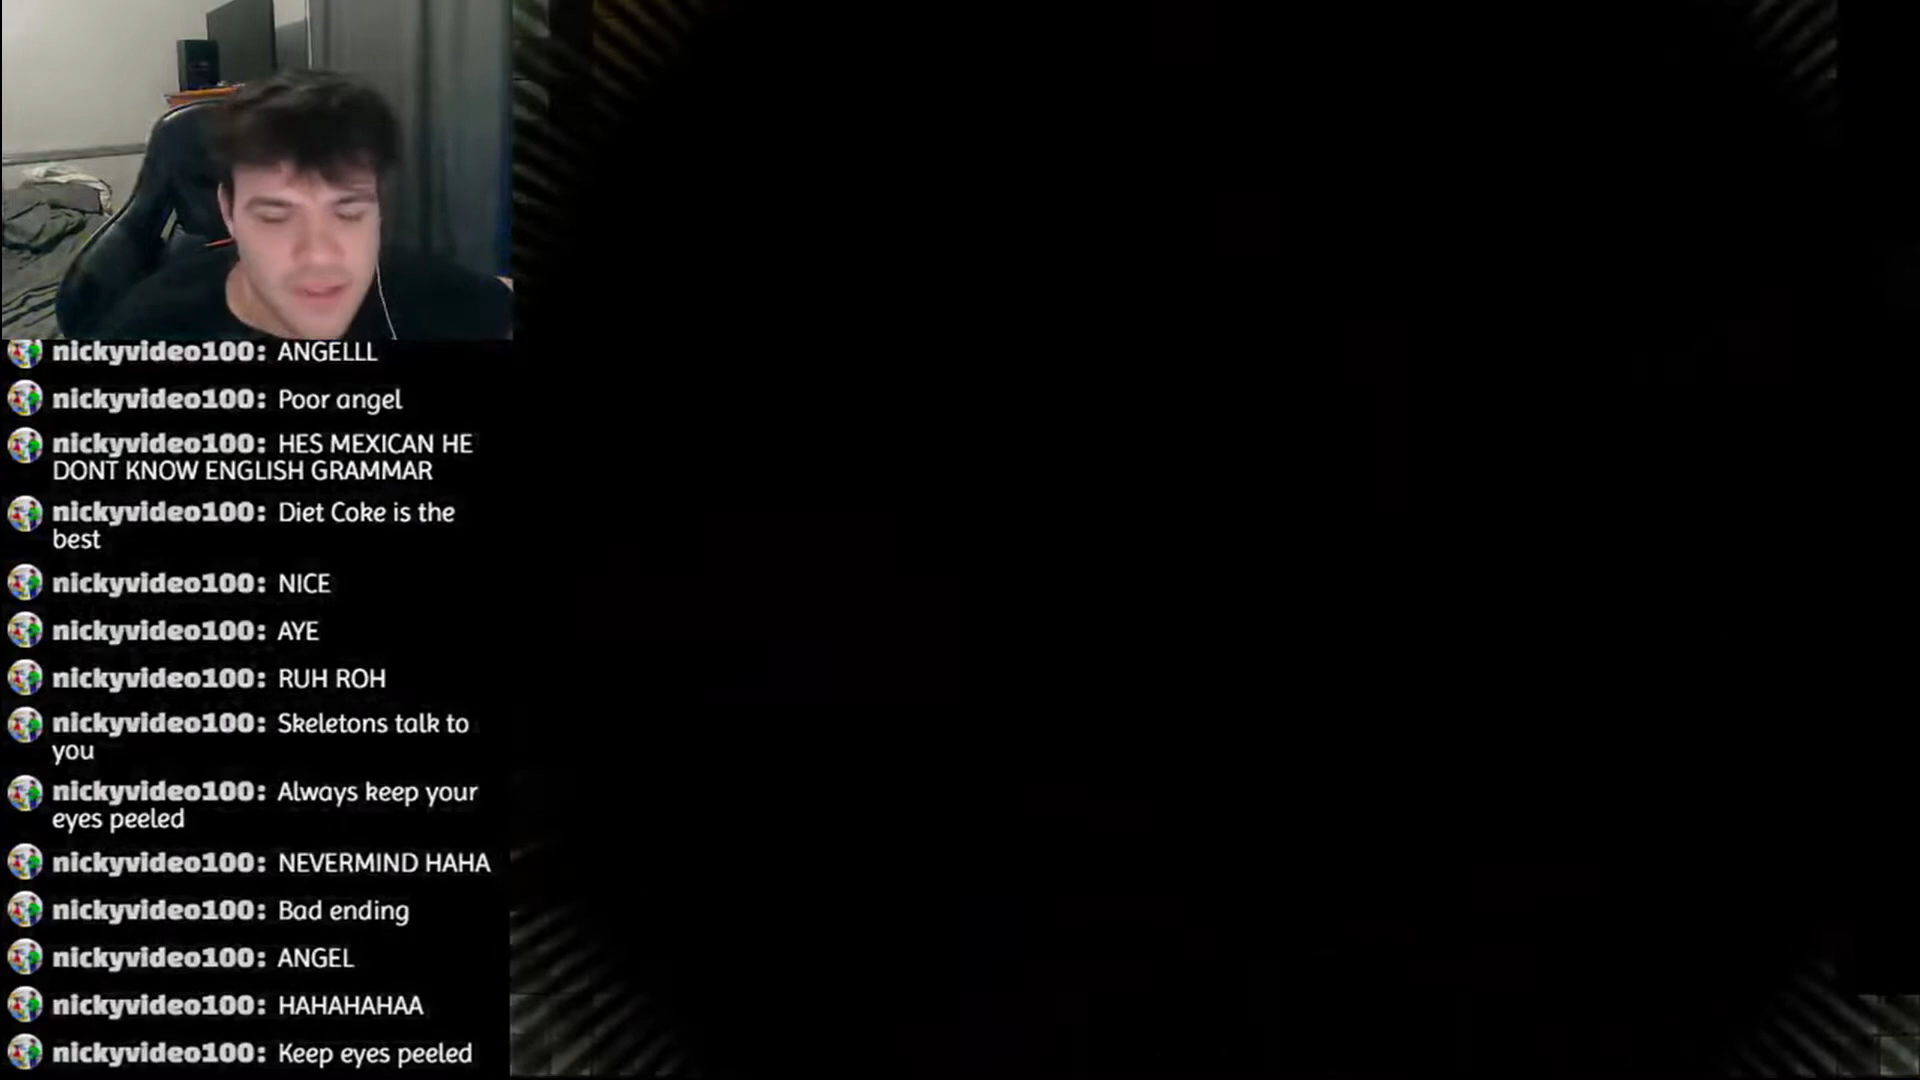 nickyvideo100: ANGELLL
nickyvideo100: Poor angel
nickyvideo100: HES MEXICAN HE
DONT KNOW ENGLISH GRAMMAR
nickyvideo100: Diet Coke is the
best
nickyvideo100: NICE
nickyvideo100: AYE
nickyvideo100: RUH ROH
nickyvideo100: Skeletons talk to
you
nickyvideo100: Always keep your
eyes peeled
nickyvideo100: NEVERMIND HAHA
nickyvideo100: Bad ending
nickyvideo100: ANGEL
nickyvideo100: HAHAHAHAA
nickyvideo100: Keep eyes peeled